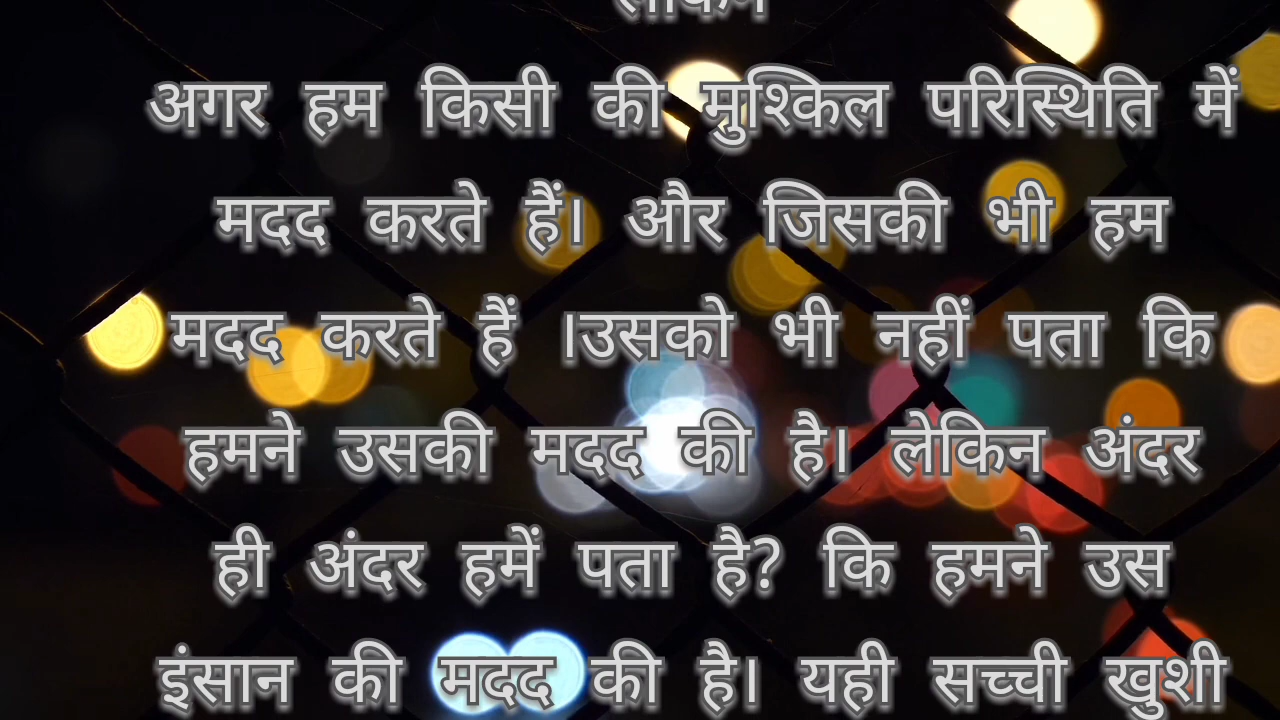 लेकिन
अगर हम किसी की मुश्किल परिस्थिति में
मदद करते हैं। और जिसकी भी हम
मदद करते हैं ।उसको भी नहीं पता कि
हमने उसकी मदद की है। लेकिन अंदर
ही अंदर हमें पता है? कि हमने उस
इंसान की मदद की है। यही सच्ची खुशी